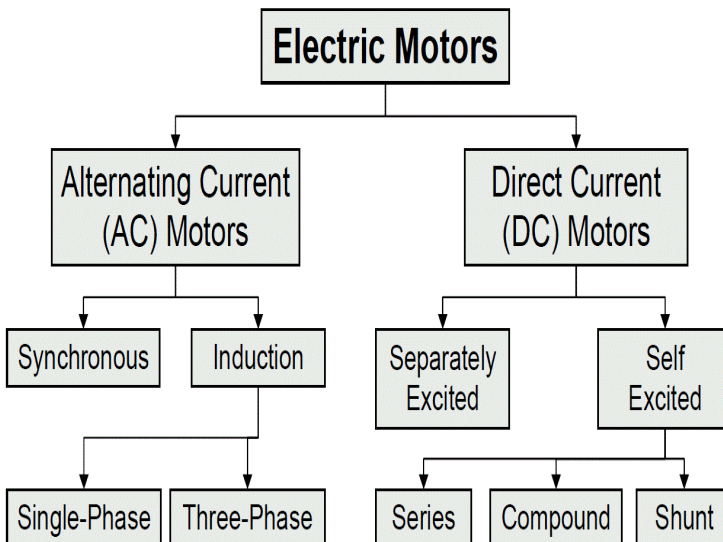 Electric Motors
Alternating Current
(AC) Motors
Direct Current
(DC) Motors
Synchronous
Induction
Separately
Excited
Self
Excited
Single-Phase
Three-Phase
Series
Compound
Shunt